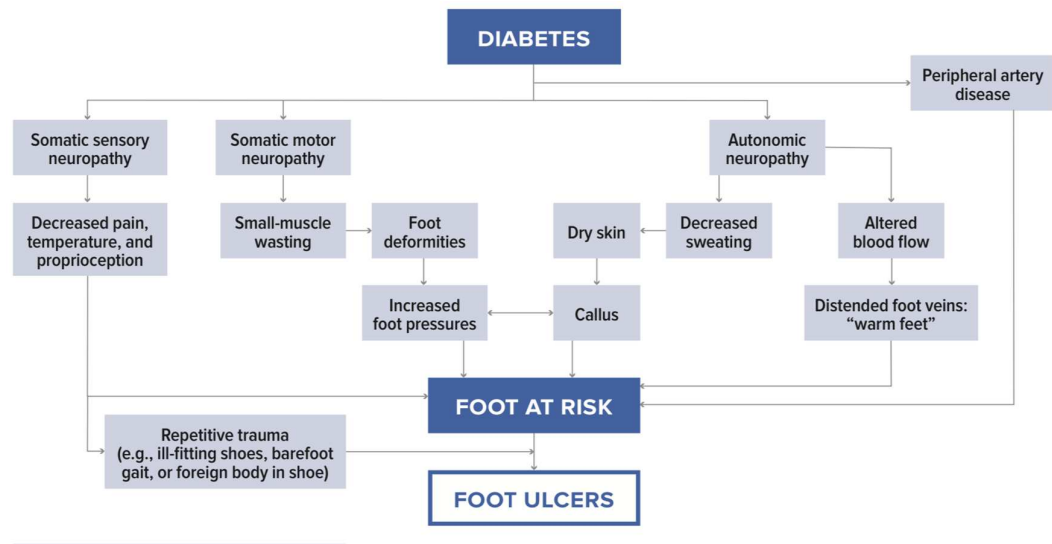 DIABETES
Peripheral artery
disease
Somatic sensory
neuropathy
Somatic motor
neuropathy
Autonomic
neuropathy
Decreased pain,
temperature, and
proprioception
Small-muscle
wasting
Foot
deformities
Dry skin
Decreased
sweating
Altered
blood flow
Increased
foot pressures
Callus
Distended foot veins:
“warm feet”
FOOT AT RISK
Repetitive trauma
(e.g., ill-fitting shoes, barefoot
gait, or foreign body in shoe)
FOOT ULCERS